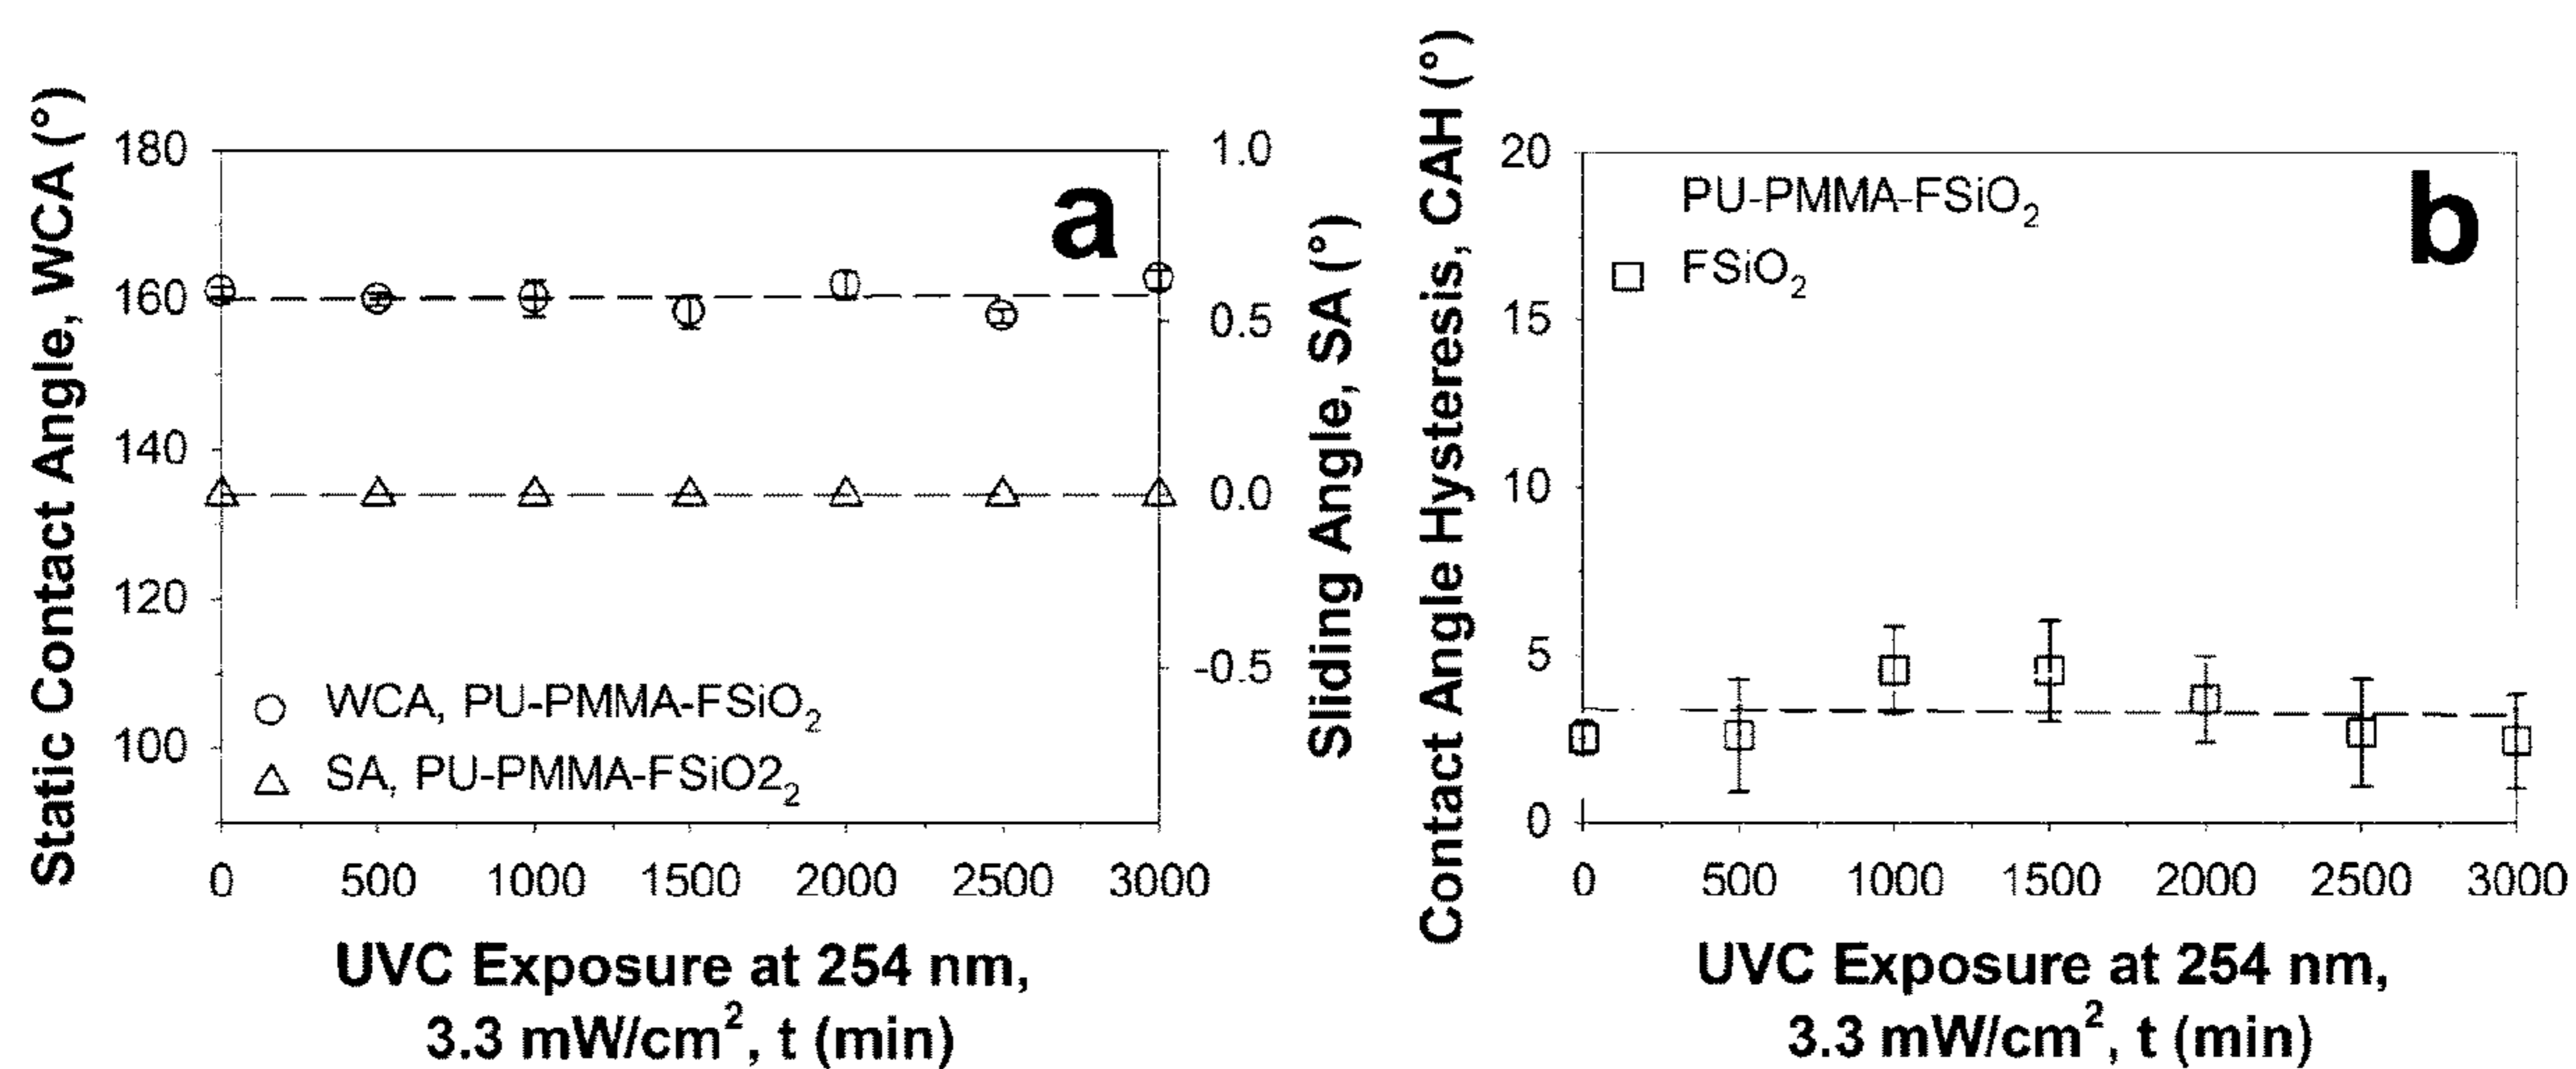 Static Contact Angle, WCA (°)
180
160
140
120
100
a
WCA, PU-PMMA-FSiO2
SA, PU-PMMA-FSiO22
1.0
0.5
0.0
-0.5
Sliding Angle, SA (°)
0 500 1000 1500 2000 2500 3000
UVC Exposure at 254 nm,
3.3 mW/cm2, t (min)
Contact Angle Hysteresis, CAH (°)
20
15
10
5
0
PU-PMMA-FSiO2
FSiO2
b
0 500 1000 1500 2000 2500 3000
UVC Exposure at 254 nm,
3.3 mW/cm2, t (min)